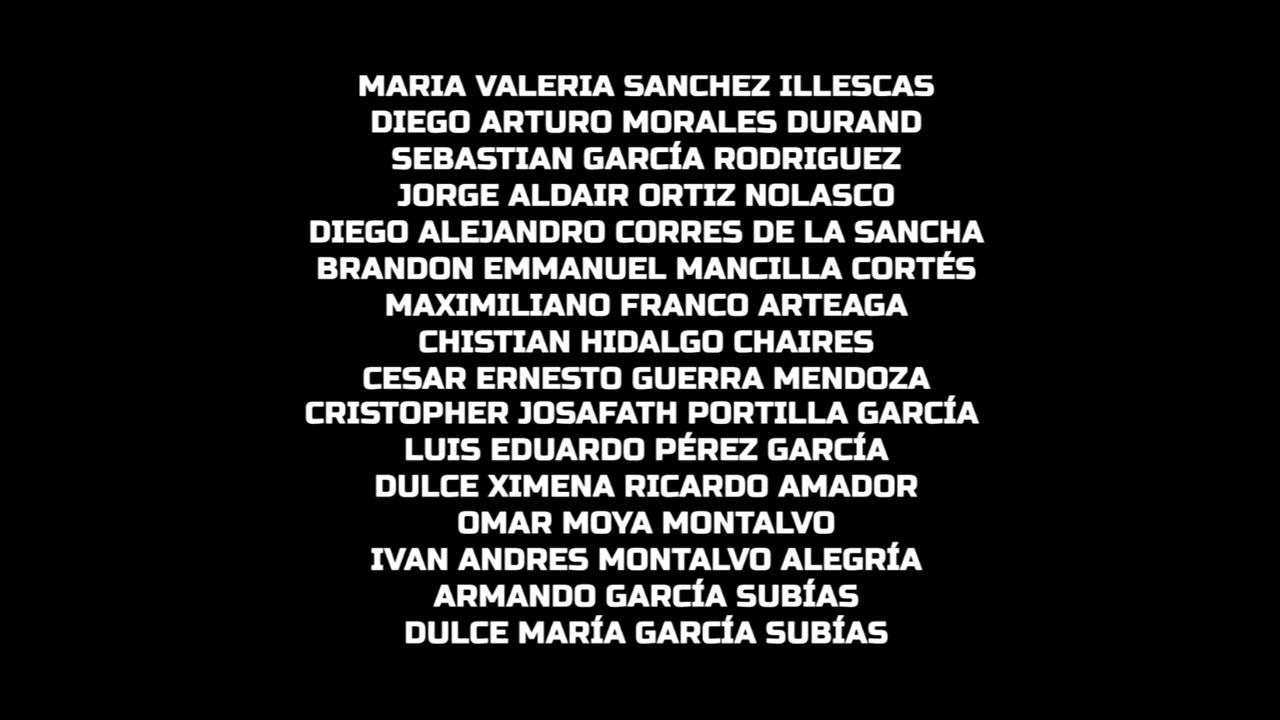 MARIA VALERIA SANCHEZ ILLESCAS
DIEGO ARTURO MORALES DURAND
SEBASTIAN GARCÍA RODRIGUEZ
JORGE ALDAIR ORTIZ NOLASCO
DIEGO ALEJANDRO CORRES DE LA SANCHA
BRANDON EMMANUEL MANCILLA CORTÉS
MAXIMILIANO FRANCO ARTEAGA
CHISTIAN HIDALGO CHAIRES
CESAR ERNESTO GUERRA MENDOZA
CRISTOPHER JOSAFATH PORTILLA GARCÍA
LUIS EDUARDO PÉREZ GARCÍA
DULCE XIMENA RICARDO AMADOR
OMAR MOYA MONTALVO
IVAN ANDRES MONTALVO ALEGRÍA
ARMANDO GARCÍA SUBÍAS
DULCE MARÍA GARCÍA SUBÍAS